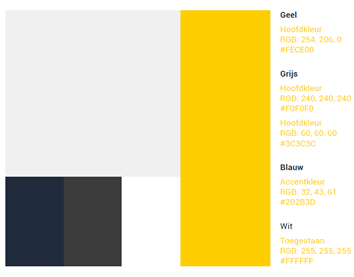 Geel
Hoofdkleur
RGB: 254, 206, 0
#FECE00
Grijs
Hoofdkleur
RGB: 240, 240, 240
#F0F0F0
Hoofdkleur
RGB: 60, 60, 60
#3C3C3C
Blauw
Accentkleur
RGB: 32, 43, 61
#202B3D
Wit
Toegestaan
RGB: 255, 255, 255
#FFFFFF